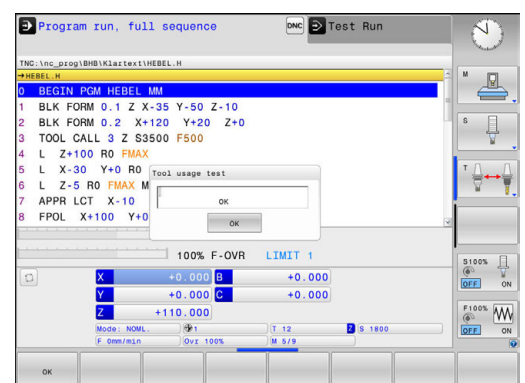 Program run, full sequence
DNC
Test Run
TNC:\nc_prog\BHB\Klartext\HEBEL.H
→HEBEL.H
0 BEGIN PGM HEBEL MM
1 BLK FORM 0.1 Z X-35 Y-50 Z-10
2 BLK FORM 0.2 X+120 Y+20 Z+0
3 TOOL CALL 3 Z S3500 F500
4 L Z+100 R0 FMAX
5 L X-30 Y+0 R0
6 L Z-5 R0 FMAX M
7 APPR LCT X-10
8 FPOL X+100 Y+0
Tool usage test
OK
OK
100% F-OVR LIMIT 1
X +0.000 B +0.000
Y +0.000 C +0.000
Z +110.000
Mode: NOML. 1 T 12 Z S 1800
F 0mm/min Ovr 100% M 5/9
M
S
T
S100%
OFF ON
F100%
OFF ON
OK